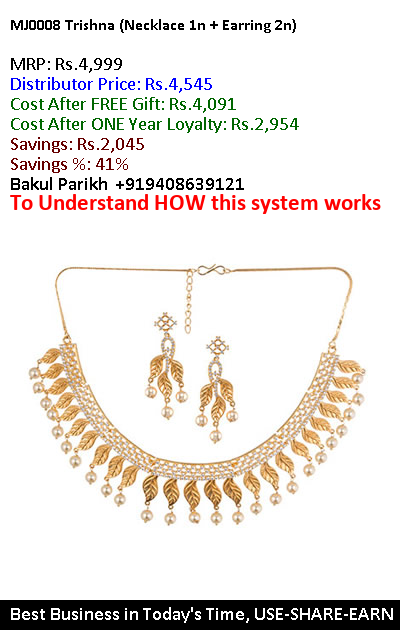 MJ0008 Trishna (Necklace 1n + Earring 2n)
MRP: Rs.4,999
Distributor Price: Rs.4,545
Cost After FREE Gift: Rs.4,091
Cost After ONE Year Loyalty: Rs.2,954
Savings: Rs.2,045
Savings %: 41%
Bakul Parikh +919408639121
To Understand HOW this system works
Best Business in Today's Time, USE-SHARE-EARN